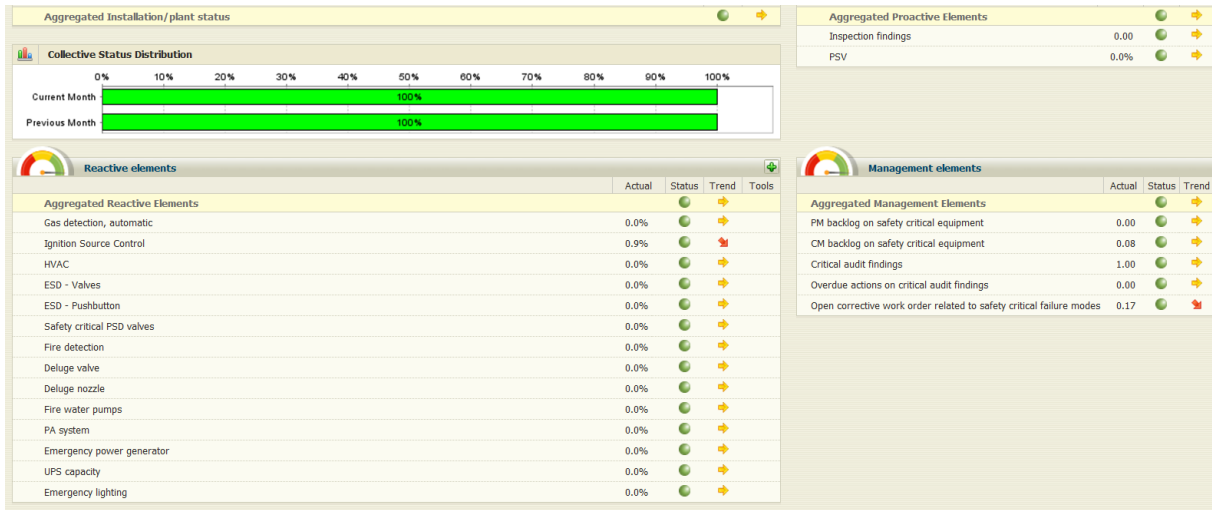 Aggregated Installation/plant status
Collective Status Distribution
0% 10% 20% 30% 40% 50% 60% 70% 80% 90% 100%
Current Month 100%
Previous Month 100%
Reactive elements
Actual Status Trend Tools
Aggregated Reactive Elements
Gas detection, automatic 0.0%
Ignition Source Control 0.9%
HVAC 0.0%
ESD - Valves 0.0%
ESD - Pushbutton 0.0%
Safety critical PSD valves 0.0%
Fire detection 0.0%
Deluge valve 0.0%
Deluge nozzle 0.0%
Fire water pumps 0.0%
PA system 0.0%
Emergency power generator 0.0%
UPS capacity 0.0%
Emergency lighting 0.0%
Aggregated Proactive Elements
Inspection findings 0.00
PSV 0.0%
Management elements
Actual Status Trend
Aggregated Management Elements
PM backlog on safety critical equipment 0.00
CM backlog on safety critical equipment 0.08
Critical audit findings 1.00
Overdue actions on critical audit findings 0.00
Open corrective work order related to safety critical failure modes 0.17